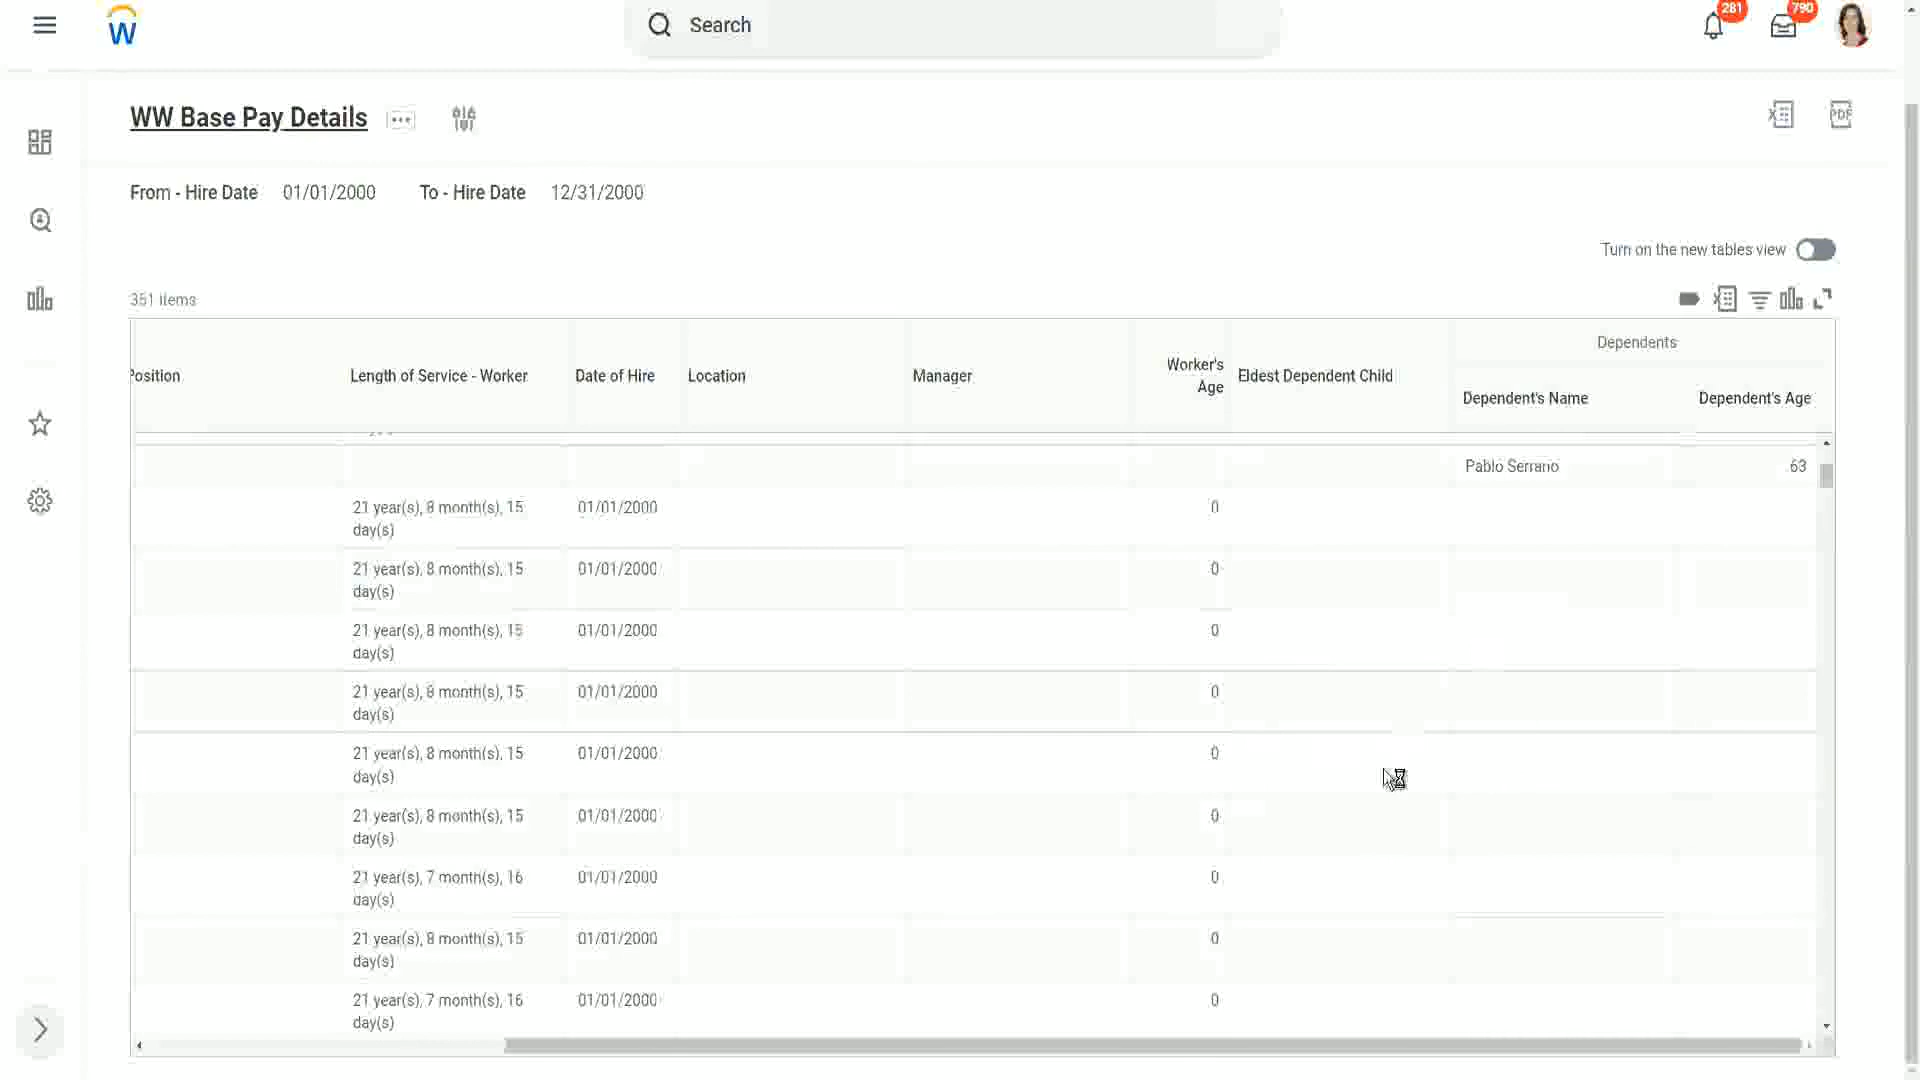 W
Search
281
790
WW Base Pay Details
PDF
From - Hire Date 01/01/2000 To - Hire Date 12/31/2000
Turn on the new tables view
351 items
Position
Length of Service - Worker
Date of Hire
Location
Manager
Worker's
Age
Eldest Dependent Child
Dependents
Dependent's Name
Dependent's Age
Pablo Serrano 63
21 year(s), 8 month(s), 15 01/01/2000 0
day(s)
21 year(s), 8 month(s), 15 01/01/2000 0
day(s)
21 year(s), 8 month(s), 15 01/01/2000 0
day(s)
21 year(s), 8 month(s), 15 01/01/2000 0
day(s)
21 year(s), 8 month(s), 15 01/01/2000 0
day(s)
21 year(s), 8 month(s), 15 01/01/2000 0
day(s)
21 year(s), 7 month(s), 16 01/01/2000 0
day(s)
21 year(s), 8 month(s), 15 01/01/2000 0
day(s)
21 year(s), 7 month(s), 16 01/01/2000 0
day(s)